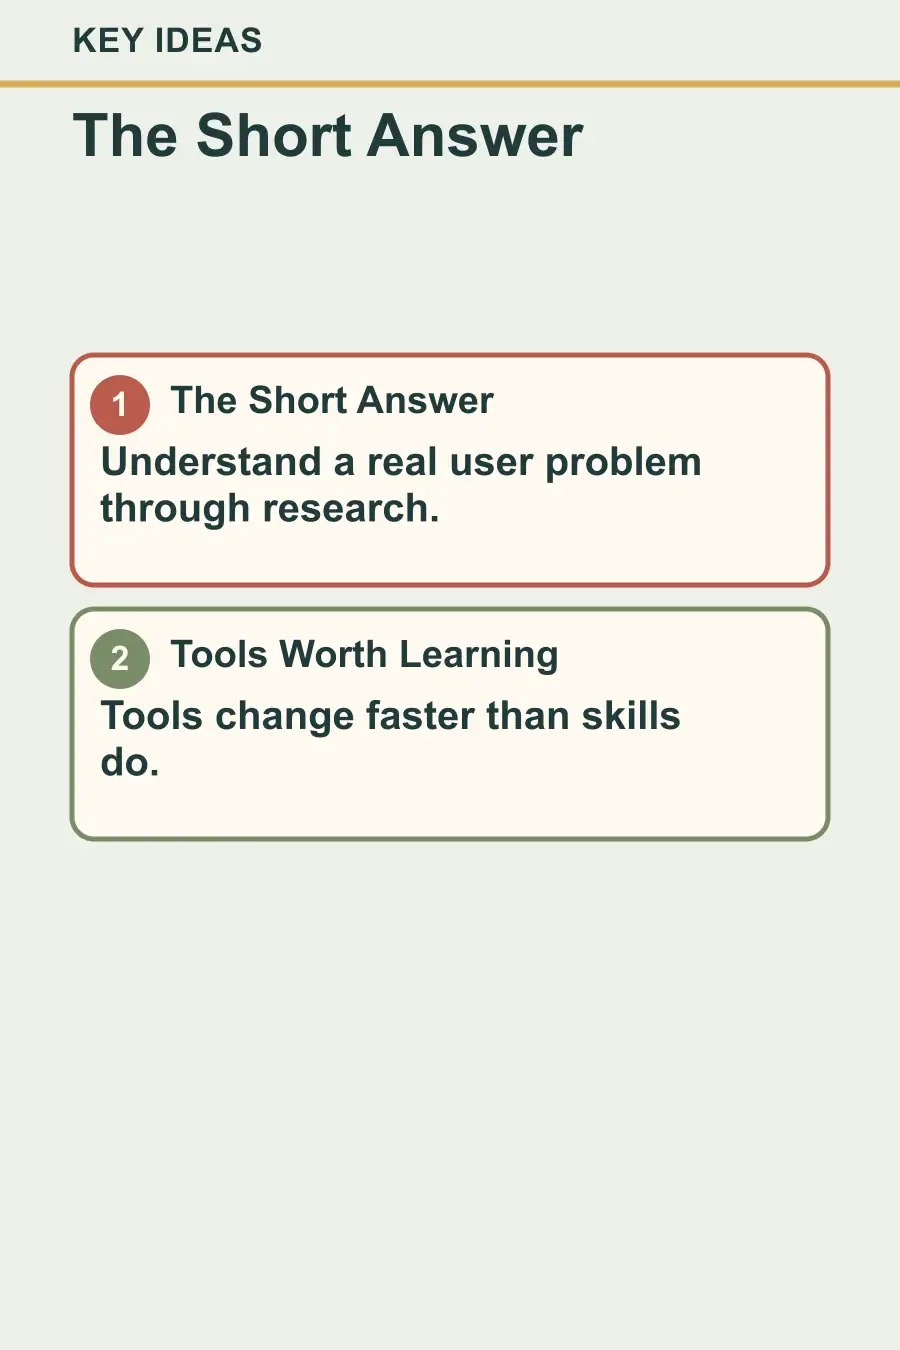 KEY IDEAS
The Short Answer
1 The Short Answer
Understand a real user problem
through research.
2 Tools Worth Learning
Tools change faster than skills
do.